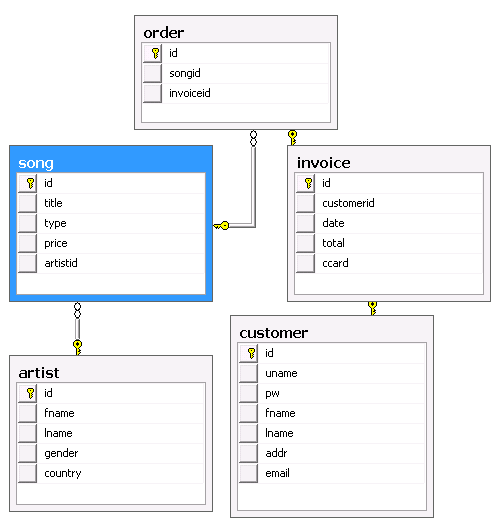 order
id
songid
invoiceid
song
id
title
type
price
artistid
invoice
id
customerid
date
total
ccard
artist
id
fname
lname
gender
country
customer
id
uname
pw
fname
lname
addr
email